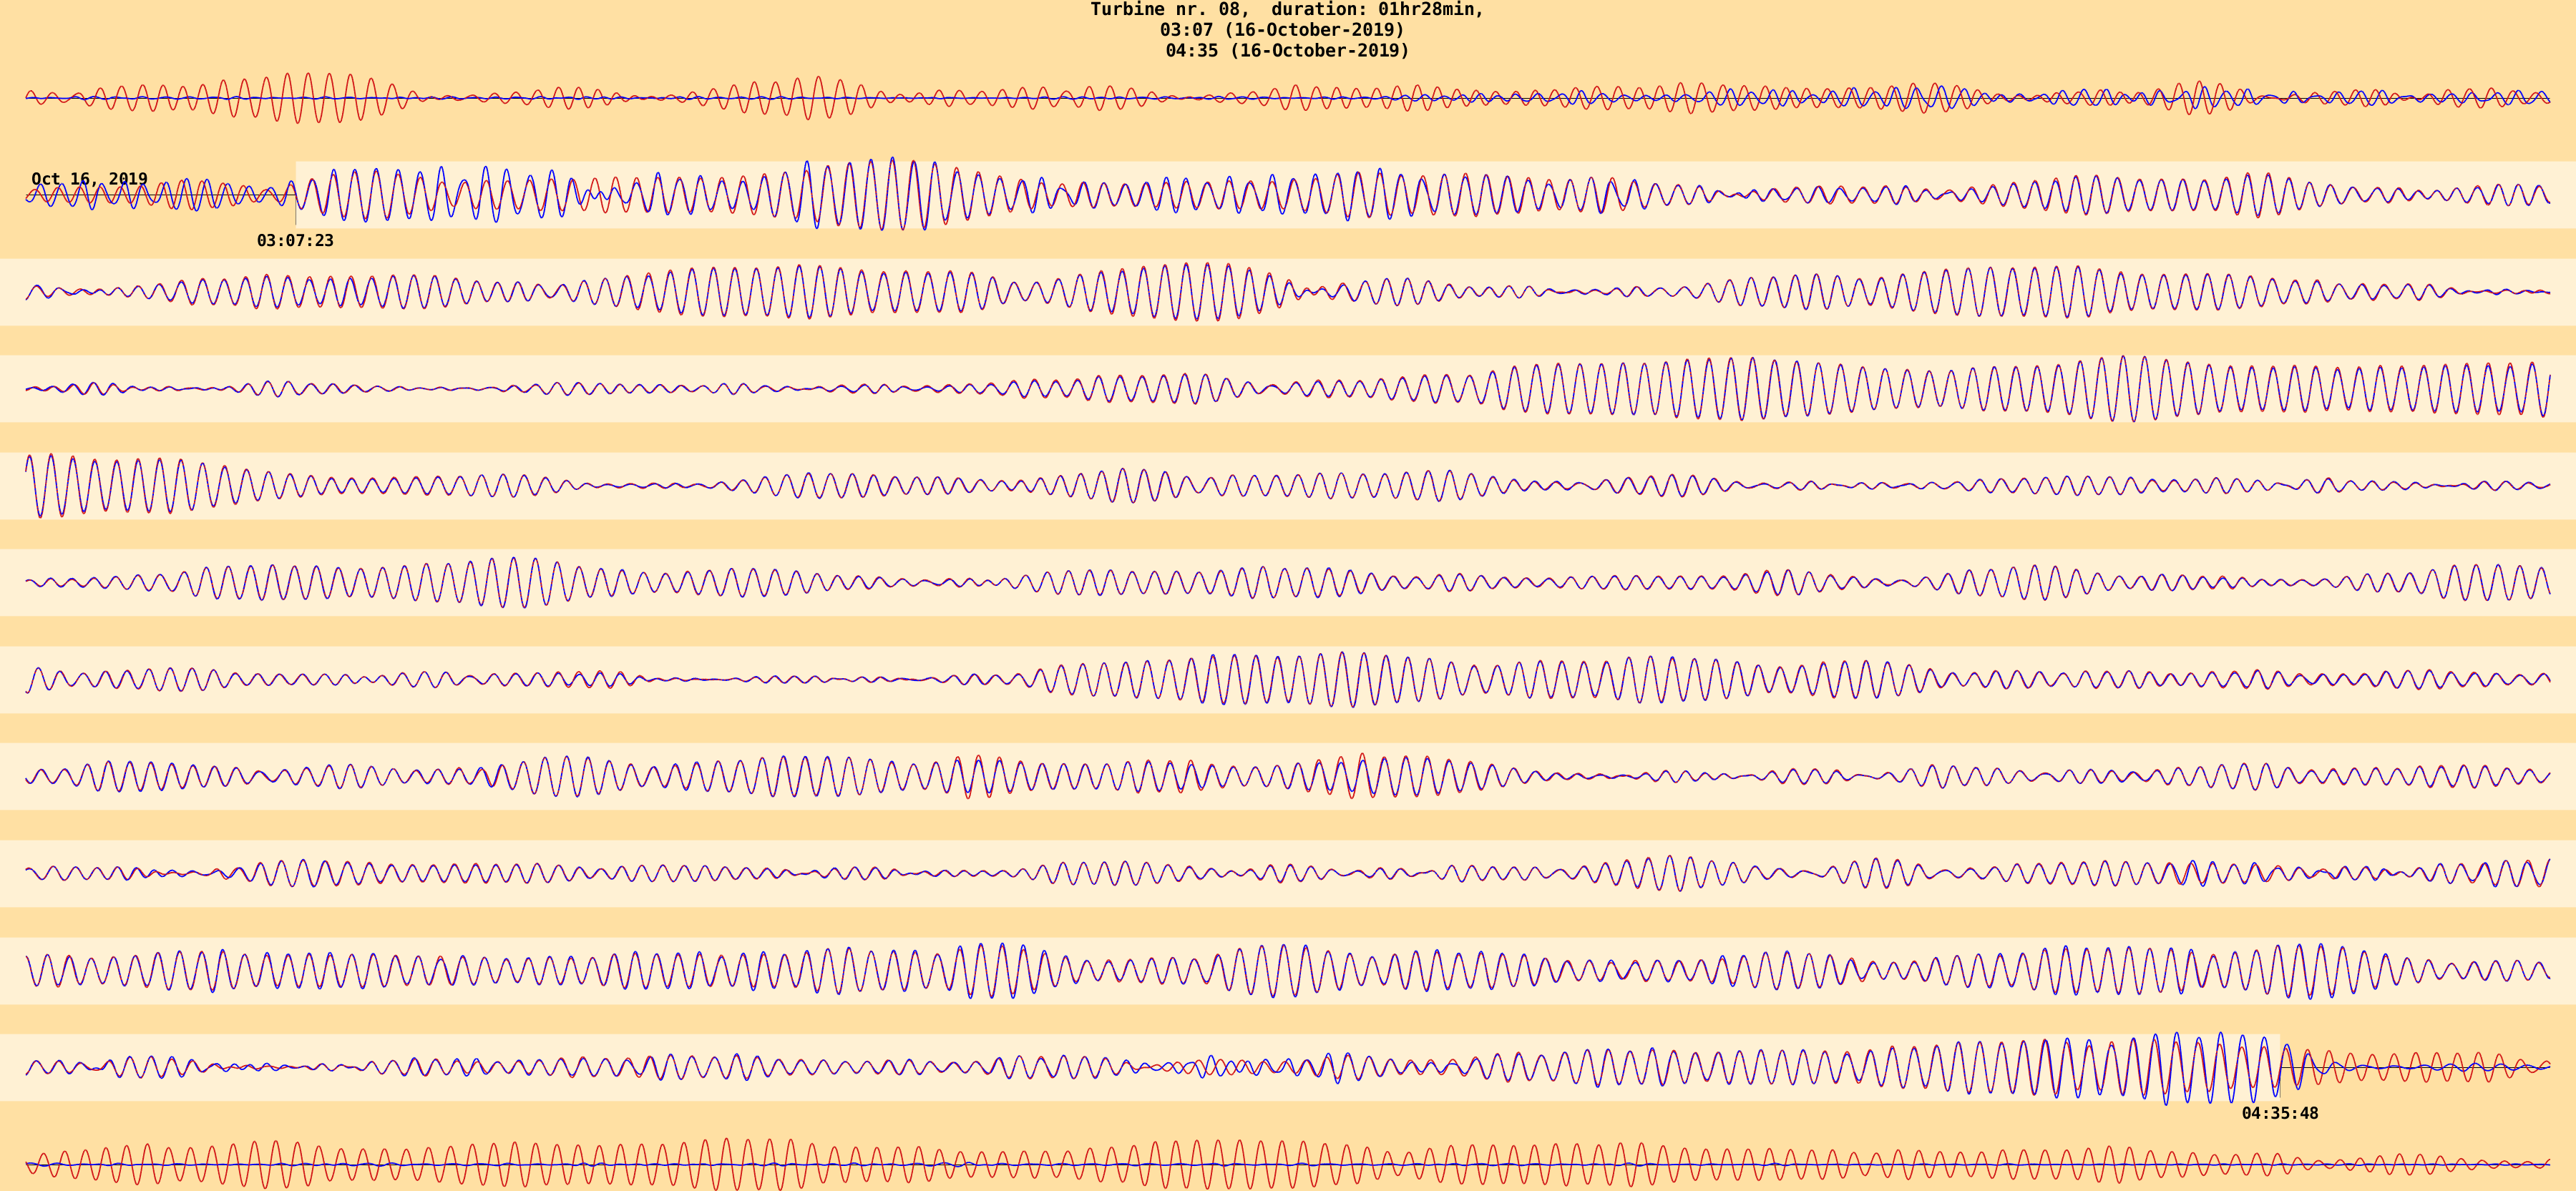 Turbine nr. 08,  duration: 01hr28min,
03:07 (16-October-2019)
04:35 (16-October-2019)
Oct 16, 2019
03:07:23
04:35:48